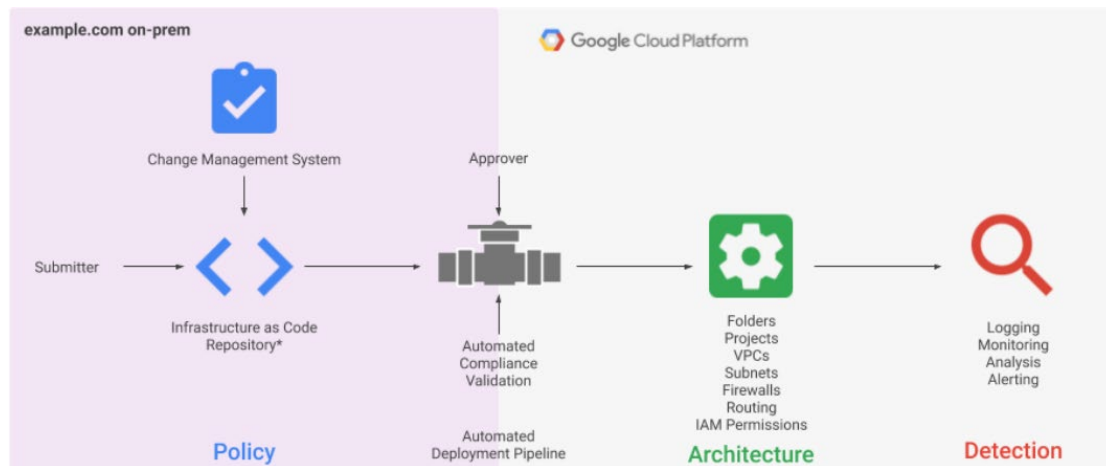 example.com on-prem
Google Cloud Platform
Change Management System
Approver
Submitter
Infrastructure as Code
Repository*
Automated
Compliance
Validation
Folders
Projects
VPCs
Subnets
Firewalls
Routing
IAM Permissions
Logging
Monitoring
Analysis
Alerting
Policy
Automated
Deployment Pipeline
Architecture
Detection